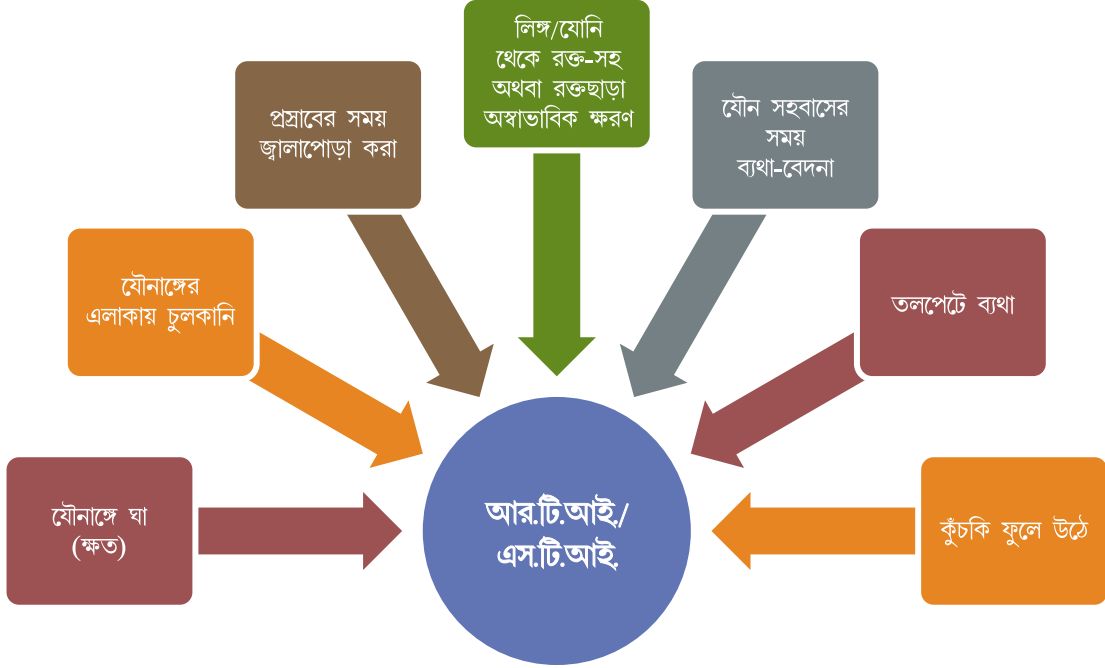 লিঙ্গ/যোনি
থেকে রক্ত-সহ
অথবা রক্তছাড়া
অস্বাভাবিক ক্ষরণ
প্রস্রাবের সময়
জ্বালাপোড়া করা
যৌন সহবাসের
সময়
ব্যথা-বেদনা
যৌনাঙ্গের
এলাকায় চুলকানি
তলপেটে ব্যথা
যৌনাঙ্গে ঘা
(ক্ষত)
আর.টি.আই./
এস.টি.আই.
কুঁচকি ফুলে উঠে